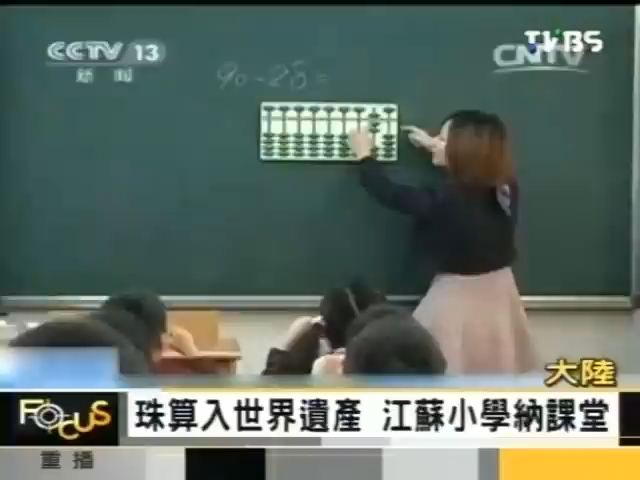 CCTV 13
新闻
TVBS
CNTV
90-28=
大陸
FOCUS
珠算入世界遺產 江蘇小學納課堂
重播